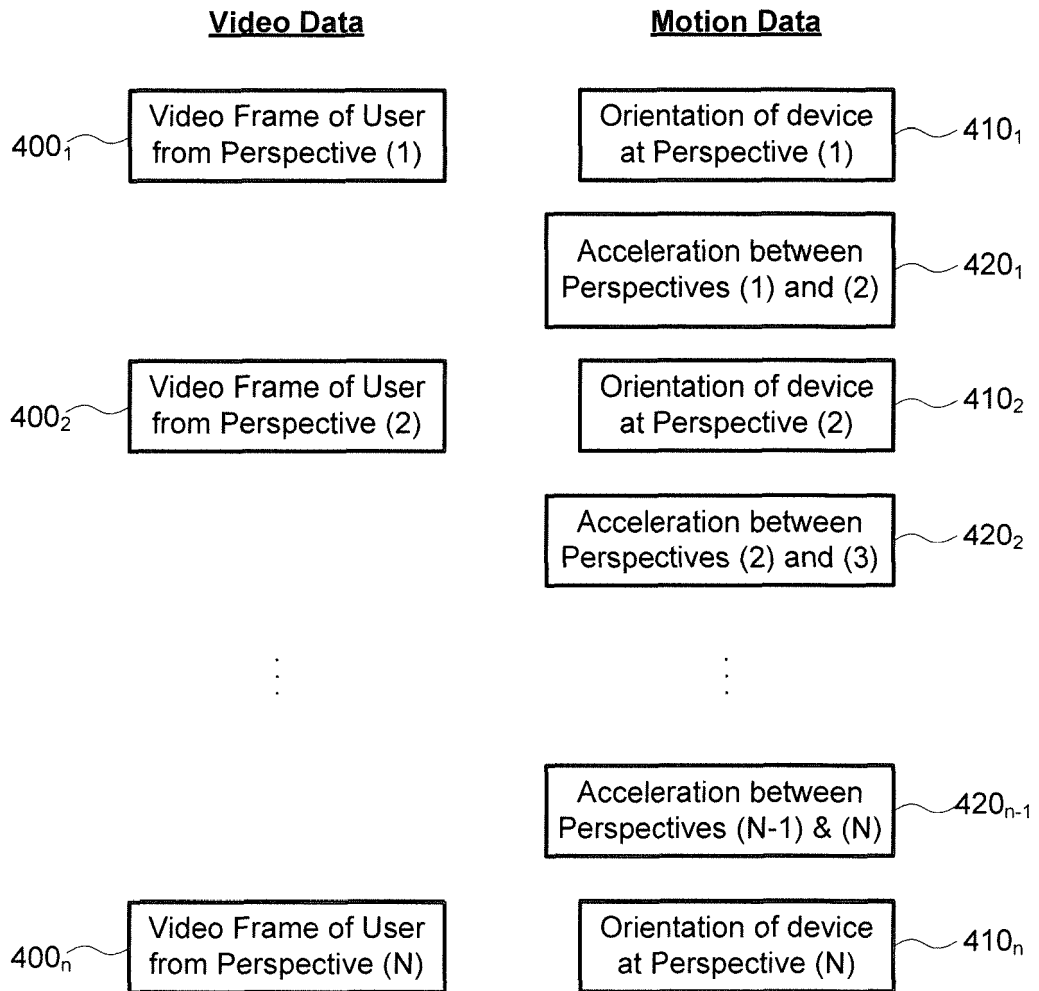 Video Data Motion Data
400₁ Video Frame of User from Perspective (1)
Orientation of device at Perspective (1) 410₁
Acceleration between Perspectives (1) and (2) 420₁
400₂ Video Frame of User from Perspective (2)
Orientation of device at Perspective (2) 410₂
Acceleration between Perspectives (2) and (3) 420₂
Acceleration between Perspectives (N-1) & (N) 420ₙ₋₁
400ₙ Video Frame of User from Perspective (N)
Orientation of device at Perspective (N) 410ₙ